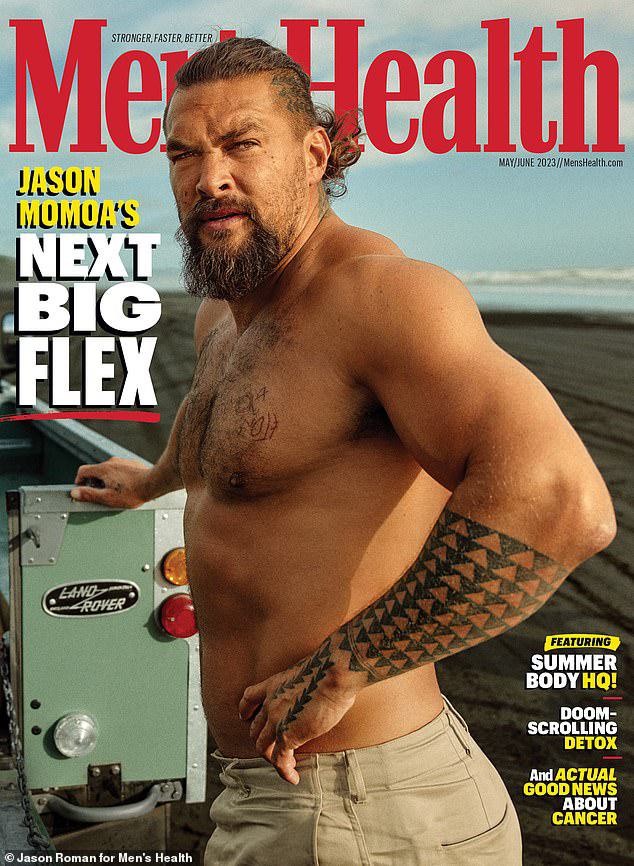 STRONGER, FASTER, BETTER
Men's Health
MAY/JUNE 2023//MensHealth.com
JASON
MOMOA'S
NEXT
BIG
FLEX
LAND
ROVER
FEATURING
SUMMER
BODY HQ!
DOOM-
SCROLLING
DETOX
And ACTUAL
GOOD NEWS
ABOUT
CANCER
© Jason Roman for Men's Health